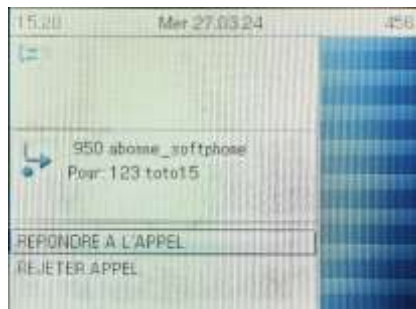 15.20 Mer 27.03.24 456
950 abonne_softphone
Pour: 123 toto15
REPONDRE A L'APPEL
REJETER APPEL